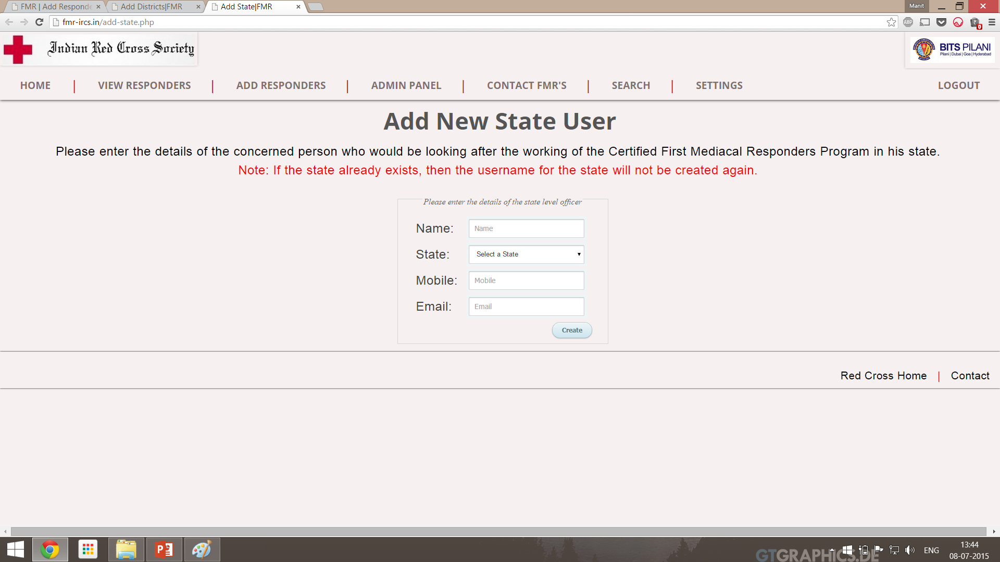 FMR | Add Responde
Add Districts|FMR
Add State|FMR
Manit
fmr-ircs.in/add-state.php
ABP
0
Indian Red Cross Society
BITS PILANI
Pilani | Dubai | Goa | Hyderabad
HOME | VIEW RESPONDERS | ADD RESPONDERS | ADMIN PANEL | CONTACT FMR'S | SEARCH | SETTINGS LOGOUT
Add New State User
Please enter the details of the concerned person who would be looking after the working of the Certified First Mediacal Responders Program in his state.
Note: If the state already exists, then the username for the state will not be created again.
Please enter the details of the state level officer
Name: Name
State: Select a State
Mobile: Mobile
Email: Email
Create
Red Cross Home | Contact
GTGRAPHICS.DE
ENG
13:44
08-07-2015